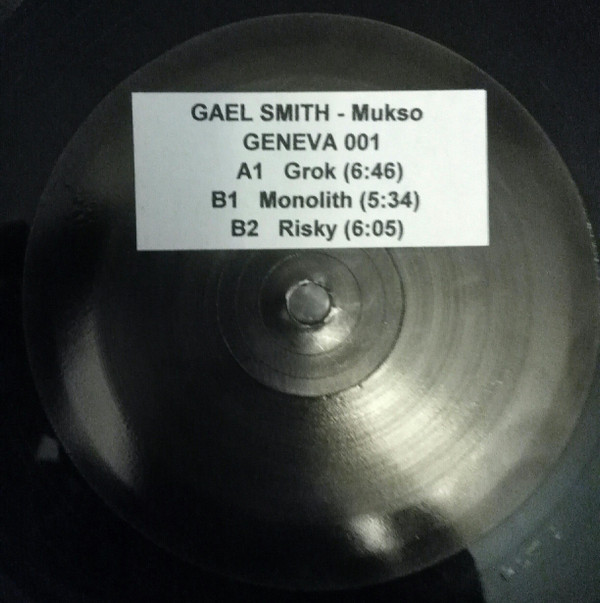 GAEL SMITH - Mukso
GENEVA 001
A1 Grok (6:46)
B1 Monolith (5:34)
B2 Risky (6:05)